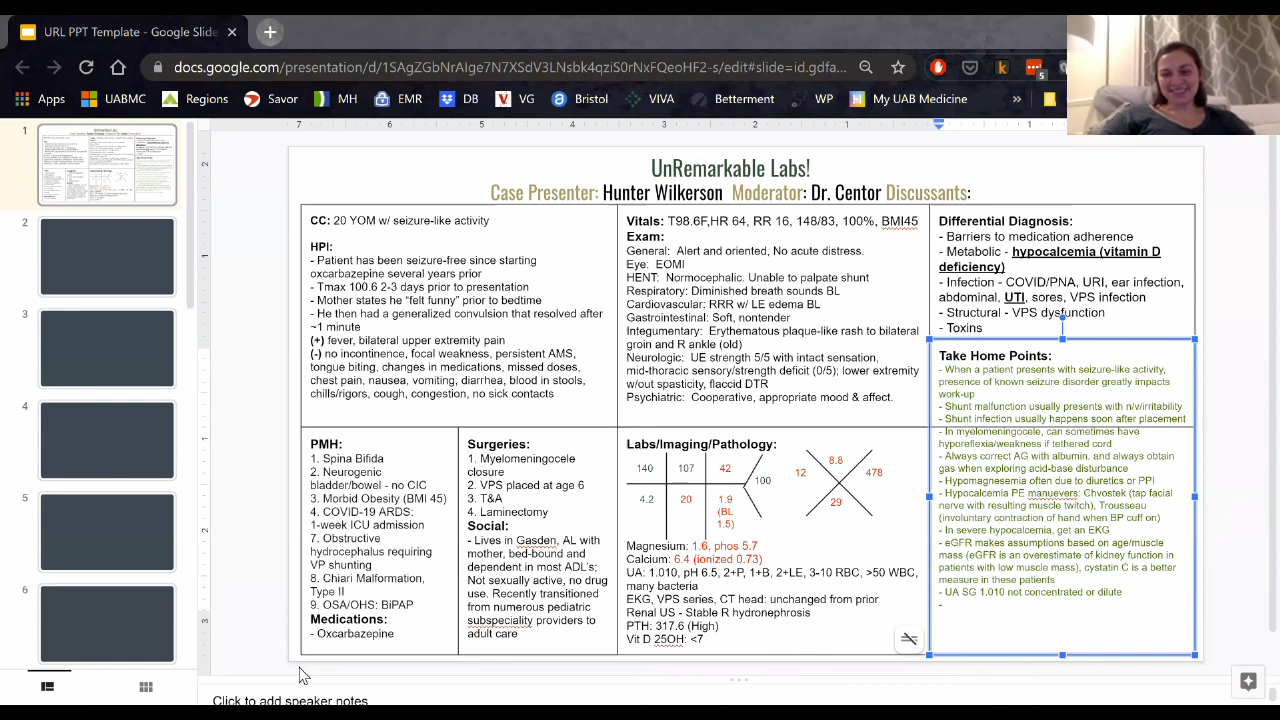 URL PPT Template - Google Slide
docs.google.com/presentation/d/1SAgZGbNrAIge7N7XSdV3LNsbk4gziS0rNxFQeoHF2-s/edit#slide=id.gdfa...
5
Apps
UABMC
Regions
Savor
MH
EMR
DB
VG
Bristol
VIVA
Betterment
WP
My UAB Medicine
»
7 6 5 4 3 2 1 1
1
2
3
4
5
6
UnRemarkable Labs!
Case Presenter: Hunter Wilkerson Moderator: Dr. Centor Discussants:
CC: 20 YOM w/ seizure-like activity
HPI:
- Patient has been seizure-free since starting
oxcarbazepine several years prior
- Tmax 100.6 2-3 days prior to presentation
- Mother states he “felt funny” prior to bedtime
- He then had a generalized convulsion that resolved after
~1 minute
(+) fever, bilateral upper extremity pain
(-) no incontinence, focal weakness, persistent AMS,
tongue biting, changes in medications, missed doses,
chest pain, nausea, vomiting, diarrhea, blood in stools,
chills/rigors, cough, congestion, no sick contacts
Vitals: T98.6F,HR 64, RR 16, 148/83, 100%, BMI45
Exam:
General: Alert and oriented, No acute distress.
Eye: EOMI
HENT: Normocephalic. Unable to palpate shunt
Respiratory: Diminished breath sounds BL
Cardiovascular: RRR w/ LE edema BL
Gastrointestinal: Soft, nontender
Integumentary: Erythematous plaque-like rash to bilateral
groin and R ankle (old)
Neurologic: UE strength 5/5 with intact sensation,
mid-thoracic sensory/strength deficit (0/5); lower extremity
w/out spasticity, flaccid DTR
Psychiatric: Cooperative, appropriate mood & affect.
Differential Diagnosis:
- Barriers to medication adherence
- Metabolic - hypocalcemia (vitamin D
deficiency)
- Infection - COVID/PNA, URI, ear infection,
abdominal, UTI, sores, VPS infection
- Structural - VPS dysfunction
- Toxins
Take Home Points:
- When a patient presents with seizure-like activity,
presence of known seizure disorder greatly impacts
work-up
- Shunt malfunction usually presents with n/v/irritability
- Shunt infection usually happens soon after placement
- In myelomeningocele, can sometimes have
hyporeflexia/weakness if tethered cord
- Always correct AG with albumin, and always obtain
gas when exploring acid-base disturbance
- Hypomagnesemia often due to diuretics or PPI
- Hypocalcemia PE manuevers: Chvostek (tap facial
nerve with resulting muscle twitch), Trousseau
(involuntary contraction of hand when BP cuff on)
- In severe hypocalcemia, get an EKG
- eGFR makes assumptions based on age/muscle
mass (eGFR is an overestimate of kidney function in
patients with low muscle mass), cystatin C is a better
measure in these patients
- UA SG 1.010 not concentrated or dilute
-
PMH:
1. Spina Bifida
2. Neurogenic
bladder/bowel - no CIC
3. Morbid Obesity (BMI 45)
4. COVID-19 ARDS:
1-week ICU admission
7. Obstructive
hydrocephalus requiring
VP shunting
8. Chiari Malformation,
Type II
9. OSA/OHS: BiPAP
Medications:
- Oxcarbazepine
Surgeries:
1. Myelomeningocele
closure
2. VPS placed at age 6
3. T&A
4. Laminectomy
Social:
- Lives in Gasden, AL with
mother, bed-bound and
dependent in most ADL's;
Not sexually active, no drug
use. Recently transitioned
from numerous pediatric
subspeciality providers to
adult care
Labs/Imaging/Pathology:
140 107 42 100
4.2 20 1.9
(BL
1.5)
8.8
12 478
29
Magnesium: 1.6, phos 5.7
Calcium: 6.4 (ionized 0.73)
UA: 1.010, pH 6.5, 2+P, 1+B, 2+LE, 3-10 RBC, >50 WBC,
many bacteria
EKG, VPS series, CT head: unchanged from prior
Renal US - Stable R hydronephrosis
PTH: 317.6 (High)
Vit D 25OH: <7
Click to add speaker notes